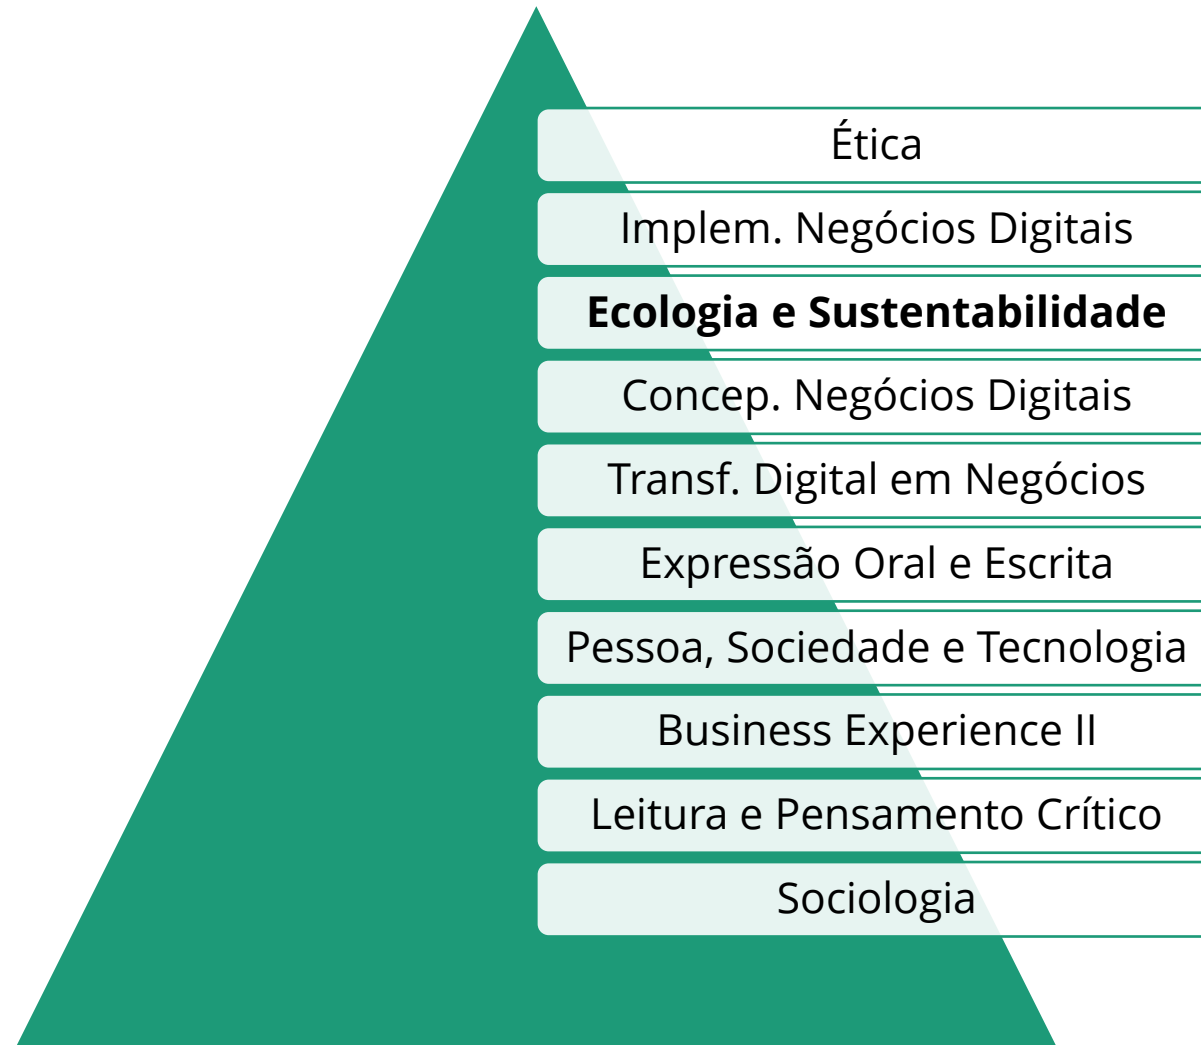 Ética
Implem. Negócios Digitais
Ecologia e Sustentabilidade
Concep. Negócios Digitais
Transf. Digital em Negócios
Expressão Oral e Escrita
Pessoa, Sociedade e Tecnologia
Business Experience II
Leitura e Pensamento Crítico
Sociologia